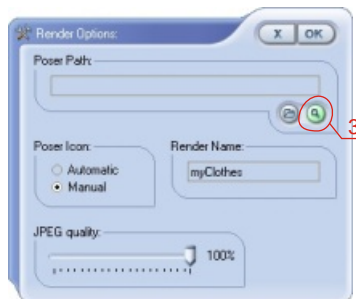 Render Options:
X OK
Poser Path:
3
Poser Icon:
Render Name:
Automatic
Manual
myClothes
JPEG quality:
100%